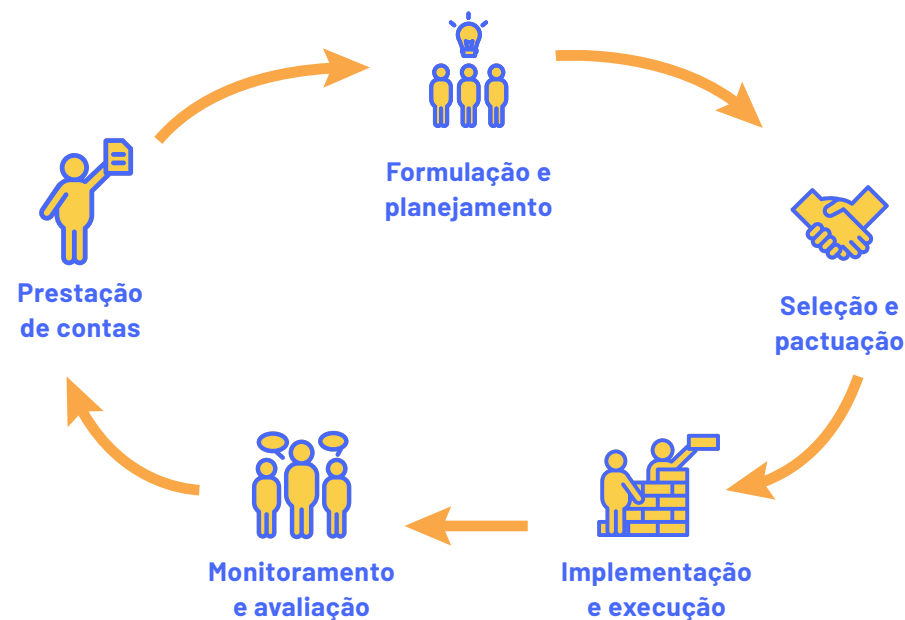 Formulação e
planejamento
Seleção e
pactuação
Implementação
e execução
Monitoramento
e avaliação
Prestação
de contas